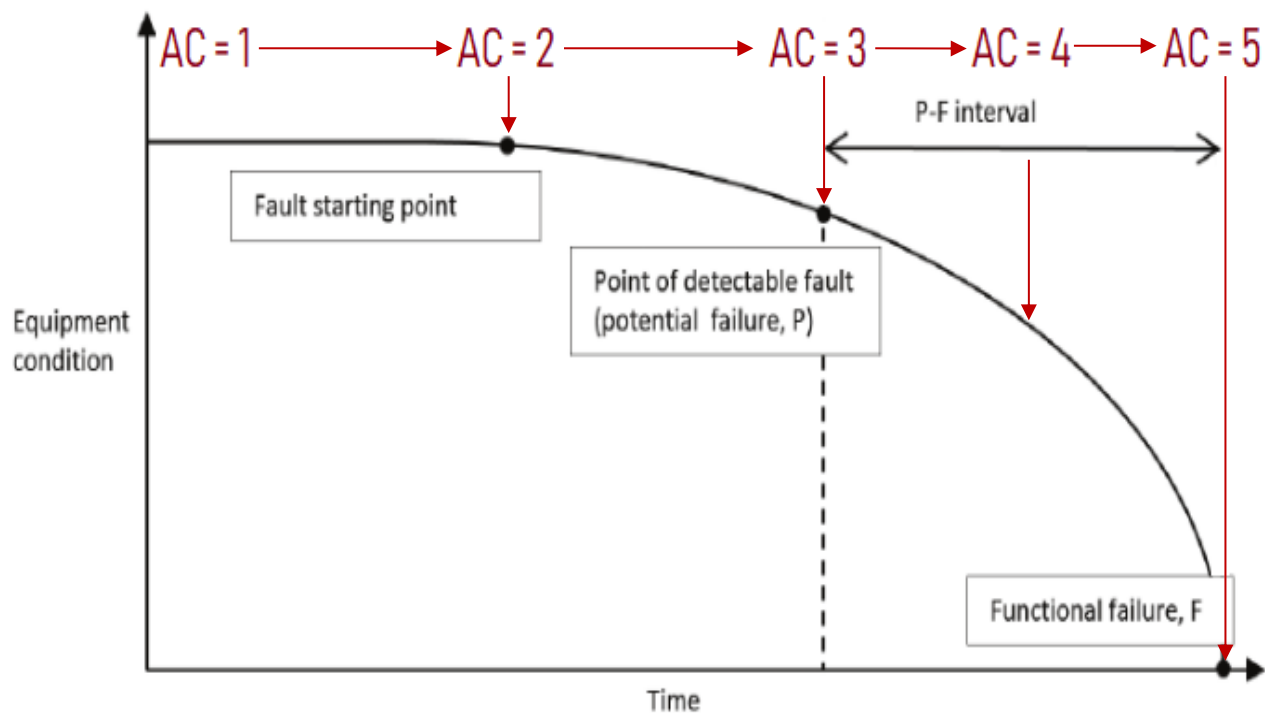 AC = 1
AC = 2
AC = 3
AC = 4
AC = 5
P-F interval
Fault starting point
Point of detectable fault
(potential failure, P)
Equipment
condition
Functional failure, F
Time